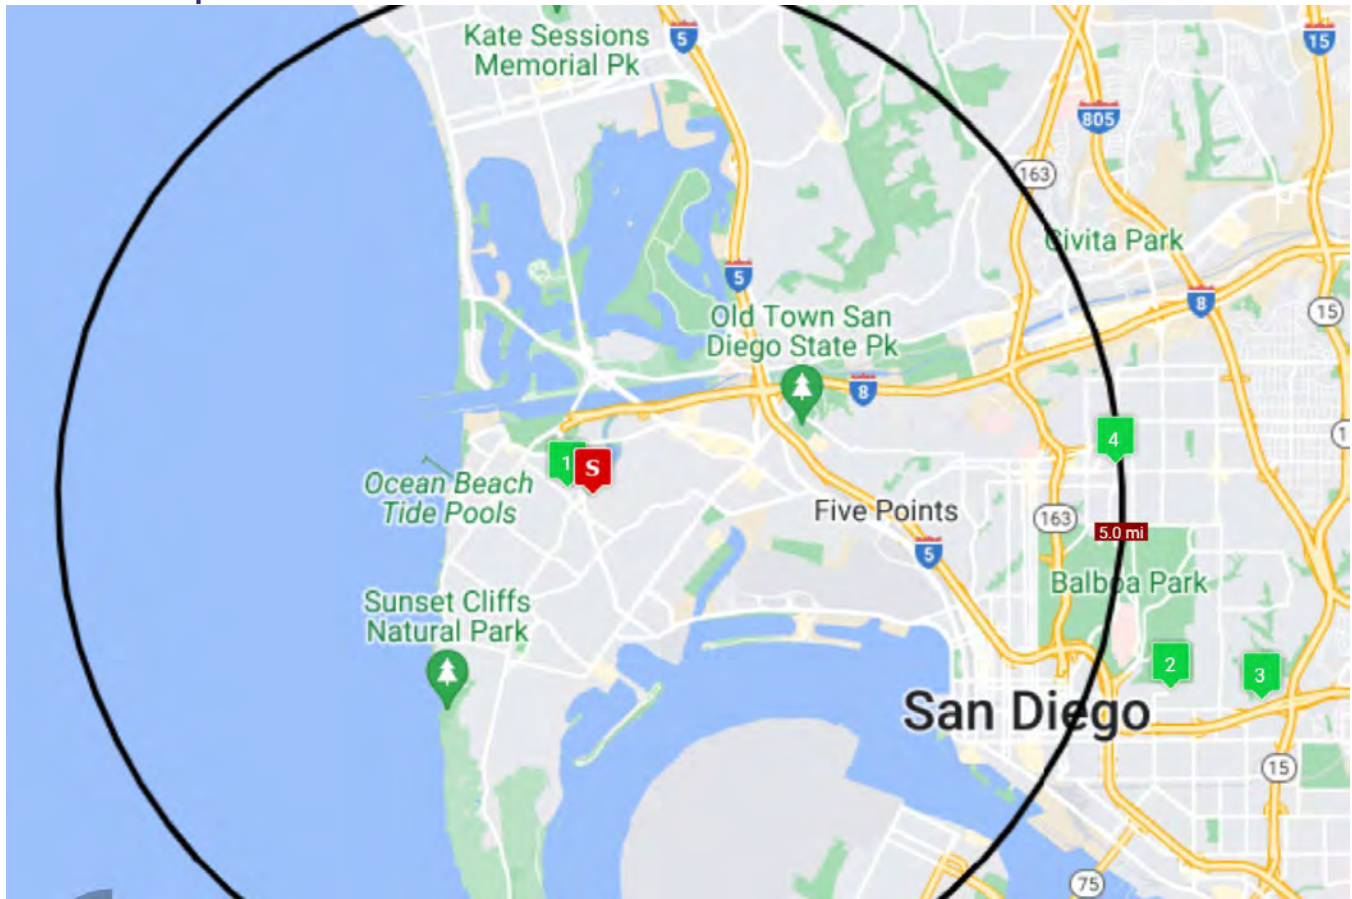 Kate Sessions
Memorial Pk
5
15
805
163
Civita Park
5
8
Old Town San
Diego State Pk
15
8
4
1
S
1
Ocean Beach
Tide Pools
Five Points
163
5.0 mi
5
Balboa Park
Sunset Cliffs
Natural Park
2
3
San Diego
15
75